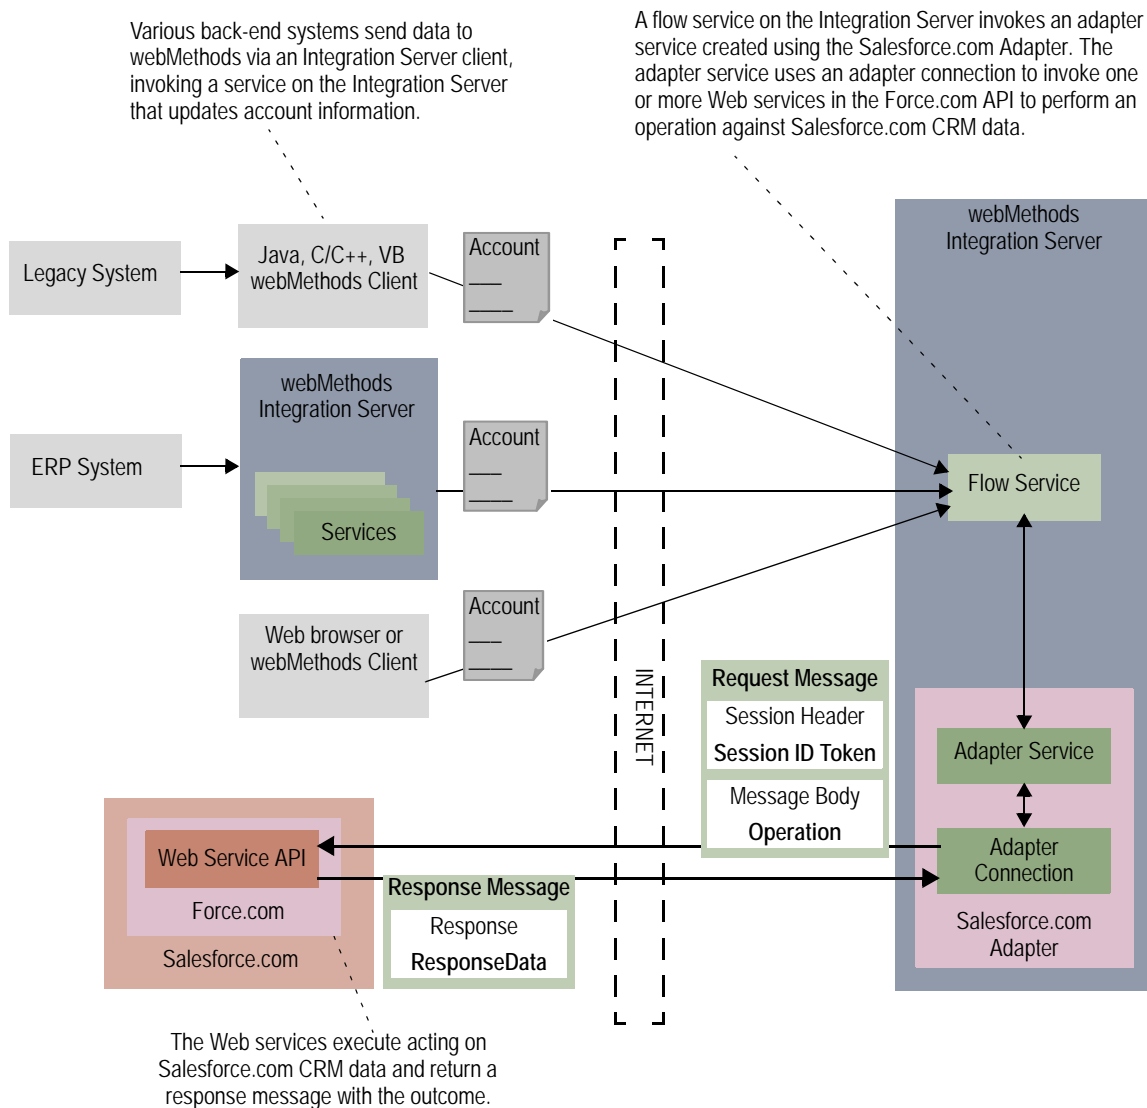 Various back-end systems send data to
webMethods via an Integration Server client,
invoking a service on the Integration Server
that updates account information.
A flow service on the Integration Server invokes an adapter
service created using the Salesforce.com Adapter. The
adapter service uses an adapter connection to invoke one
or more Web services in the Force.com API to perform an
operation against Salesforce.com CRM data.
Legacy System
Java, C/C++, VB
webMethods Client
Account
webMethods
Integration Server
ERP System
webMethods
Integration Server
Services
Account
Flow Service
Web browser or
webMethods Client
Account
INTERNET
Request Message
Session Header
Session ID Token
Message Body
Operation
Adapter Service
Adapter
Connection
Salesforce.com
Adapter
Web Service API
Force.com
Salesforce.com
Response Message
Response
ResponseData
The Web services execute acting on
Salesforce.com CRM data and return a
response message with the outcome.